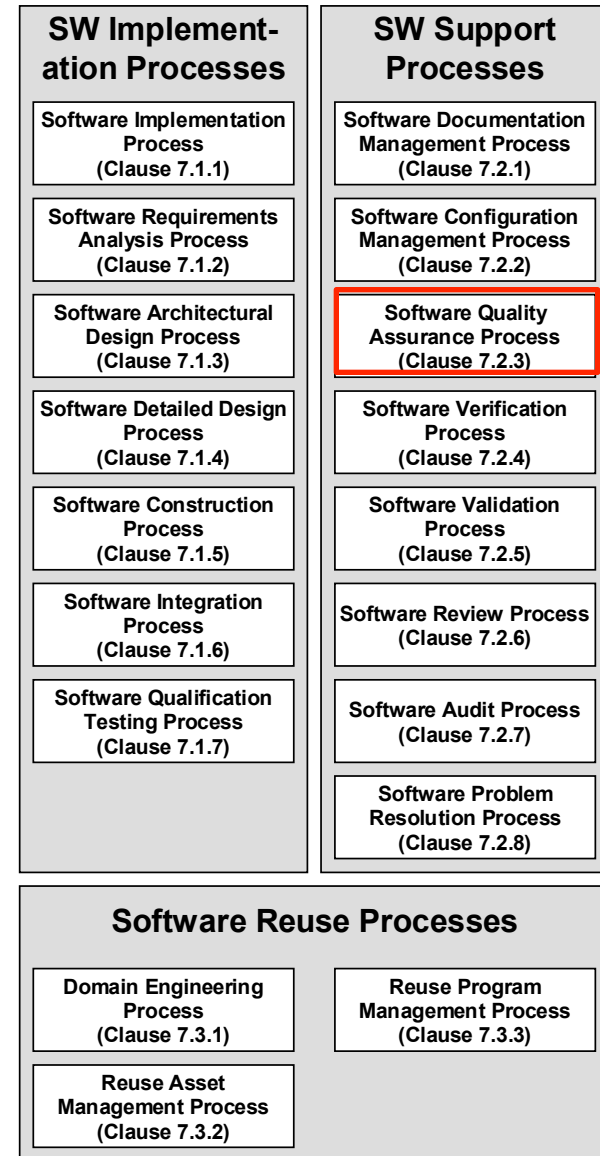 SW Implement-
ation Processes
Software Implementation
Process
(Clause 7.1.1)
Software Requirements
Analysis Process
(Clause 7.1.2)
Software Architectural
Design Process
(Clause 7.1.3)
Software Detailed Design
Process
(Clause 7.1.4)
Software Construction
Process
(Clause 7.1.5)
Software Integration
Process
(Clause 7.1.6)
Software Qualification
Testing Process
(Clause 7.1.7)
SW Support
Processes
Software Documentation
Management Process
(Clause 7.2.1)
Software Configuration
Management Process
(Clause 7.2.2)
Software Quality
Assurance Process
(Clause 7.2.3)
Software Verification
Process
(Clause 7.2.4)
Software Validation
Process
(Clause 7.2.5)
Software Review Process
(Clause 7.2.6)
Software Audit Process
(Clause 7.2.7)
Software Problem
Resolution Process
(Clause 7.2.8)
Software Reuse Processes
Domain Engineering
Process
(Clause 7.3.1)
Reuse Asset
Management Process
(Clause 7.3.2)
Reuse Program
Management Process
(Clause 7.3.3)